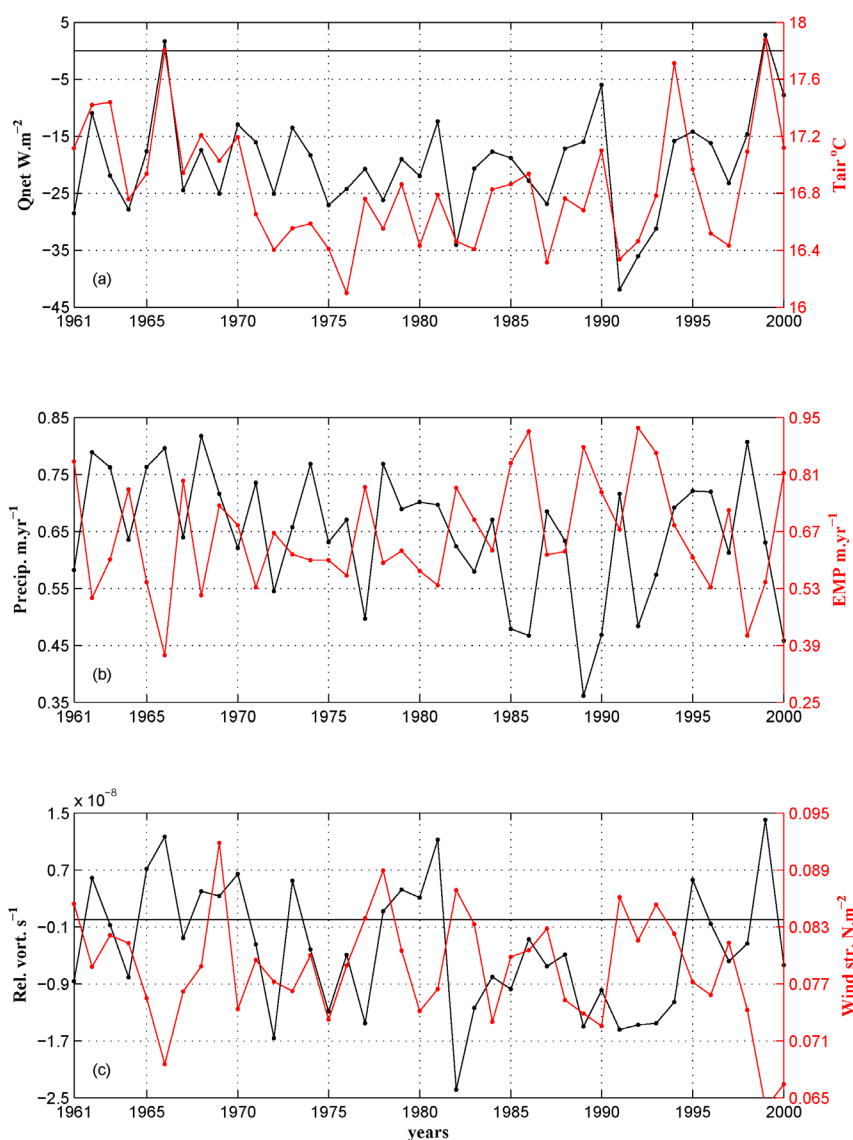 5
−5
−15
−25
−35
−45
Qnet W.m⁻²
18
17.6
17.2
16.8
16.4
16
Tair °C
(a)
1961 1965 1970 1975 1980 1985 1990 1995 2000
0.85
0.75
0.65
0.55
0.45
0.35
Precip. m.yr⁻¹
0.95
0.81
0.67
0.53
0.39
0.25
EMP m.yr⁻¹
(b)
1961 1965 1970 1975 1980 1985 1990 1995 2000
x 10⁻⁸
1.5
0.7
−0.1
−0.9
−1.7
−2.5
Rel. vort. s⁻¹
0.095
0.089
0.083
0.077
0.071
0.065
Wind str. N.m⁻²
(c)
1961 1965 1970 1975 1980 1985 1990 1995 2000
years